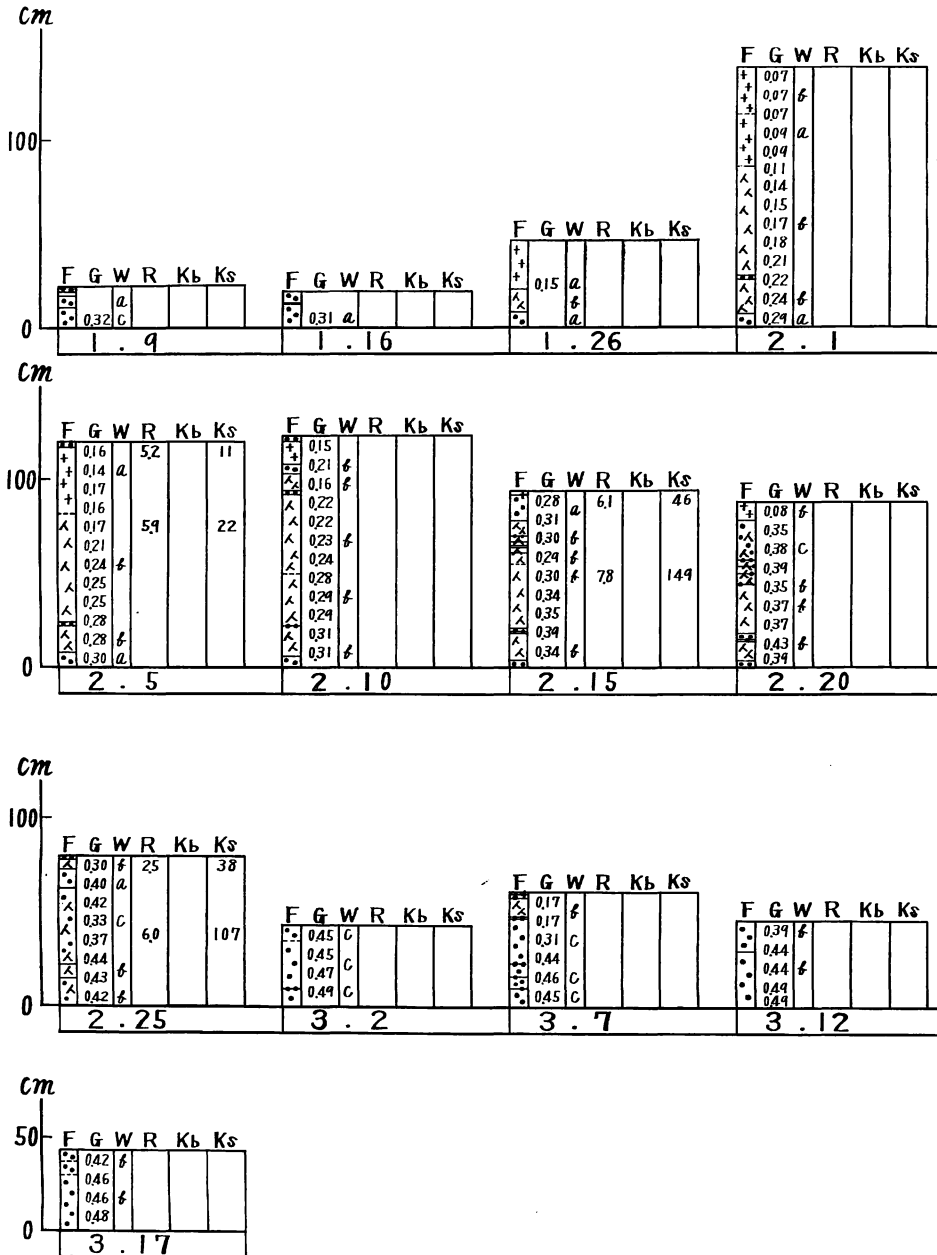 cm
100
0
F G W R Kb Ks
a
0.32 c
1.9
F G W R Kb Ks
0.31 a
1.16
F G W R Kb Ks
0.15 a
b
a
1.26
F G W R Kb Ks
0.07
0.07 b
0.07
0.09 a
0.09
0.11
0.14
0.15
0.17 b
0.18
0.21
0.22
0.24 b
0.29 a
2.1
cm
100
0
F G W R Kb Ks
0.16 5.2 11
0.14 a
0.17
0.16
0.17 5.9 22
0.21
0.24 b
0.25
0.25
0.28
0.28 b
0.30 a
2.5
F G W R Kb Ks
0.15
0.21 b
0.16 b
0.22
0.22
0.23 b
0.24
0.28
0.29 b
0.29
0.31
0.31 b
2.10
F G W R Kb Ks
0.28 a 6.1 46
0.31
0.30 b
0.29 b
0.30 b 7.8 149
0.34
0.35
0.39
0.34 b
2.15
F G W R Kb Ks
0.08 b
0.35
0.38 c
0.39
0.35 b
0.37 b
0.37
0.43 b
0.39
2.20
cm
100
0
F G W R Kb Ks
0.30 b 2.5 38
0.40 a
0.42
0.33 c
0.37 6.0 107
0.44
0.43 b
0.42 b
2.25
F G W R Kb Ks
0.45 c
0.45
0.47 c
0.49 c
3.2
F G W R Kb Ks
0.17
0.17 b
0.31 c
0.44
0.46 c
0.45 c
3.7
F G W R Kb Ks
0.39 b
0.44
0.44 b
0.49
0.49
3.12
cm
50
0
F G W R Kb Ks
0.42 b
0.46
0.46 b
0.48
3.17